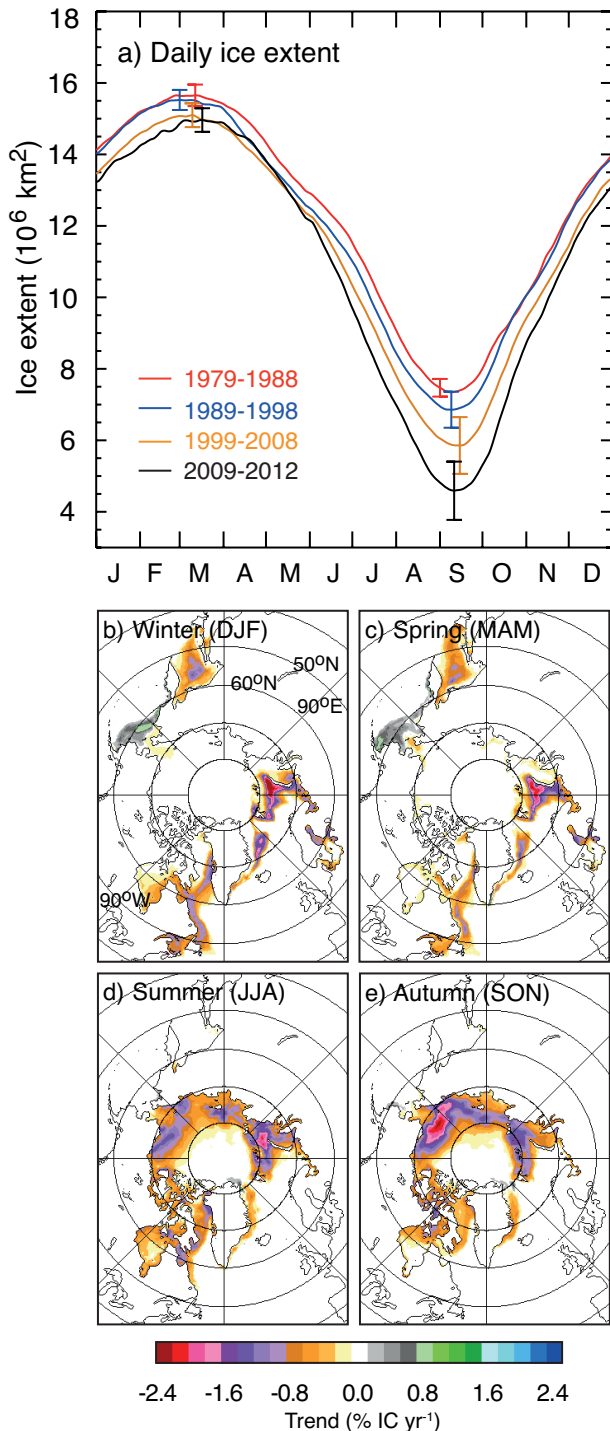 a) Daily ice extent
18
16
14
12
10
8
6
4
Ice extent (10⁶ km²)
1979-1988
1989-1998
1999-2008
2009-2012
J F M A M J J A S O N D
b) Winter (DJF)
50°N
60°N
90°E
90°W
c) Spring (MAM)
d) Summer (JJA)
e) Autumn (SON)
-2.4 -1.6 -0.8 0.0 0.8 1.6 2.4
Trend (% IC yr⁻¹)